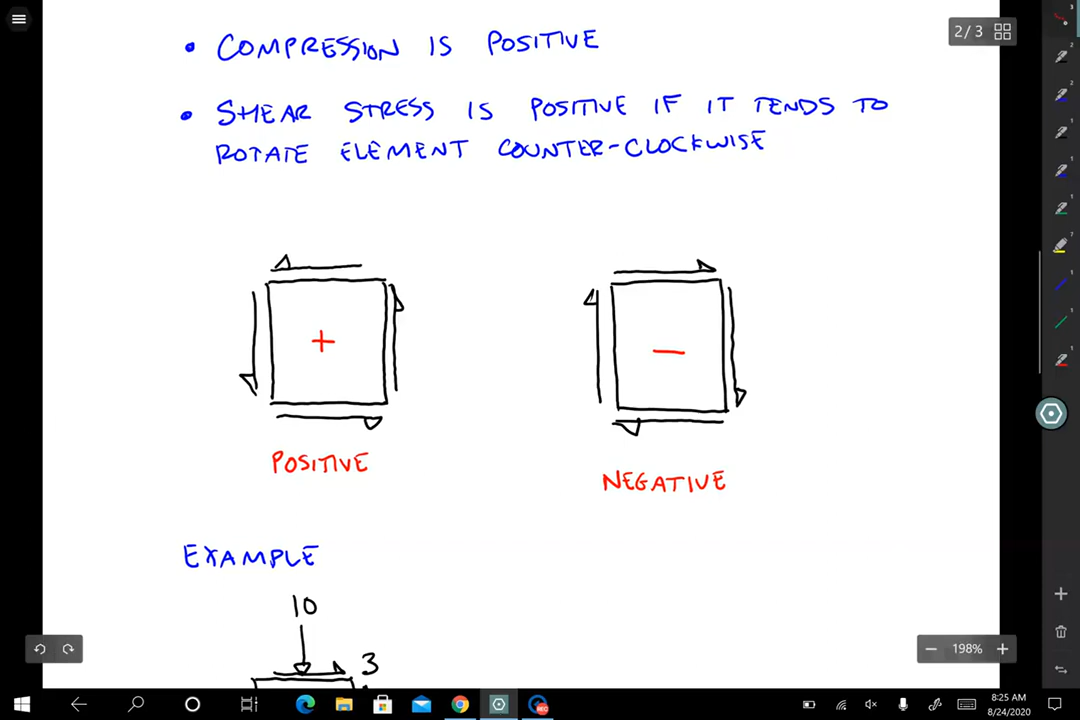 2/3
• COMPRESSION IS POSITIVE
• SHEAR STRESS IS POSITIVE IF IT TENDS TO
ROTATE ELEMENT COUNTER-CLOCKWISE
+
−
POSITIVE
NEGATIVE
EXAMPLE
10
3
198%
8:25 AM
8/24/2020